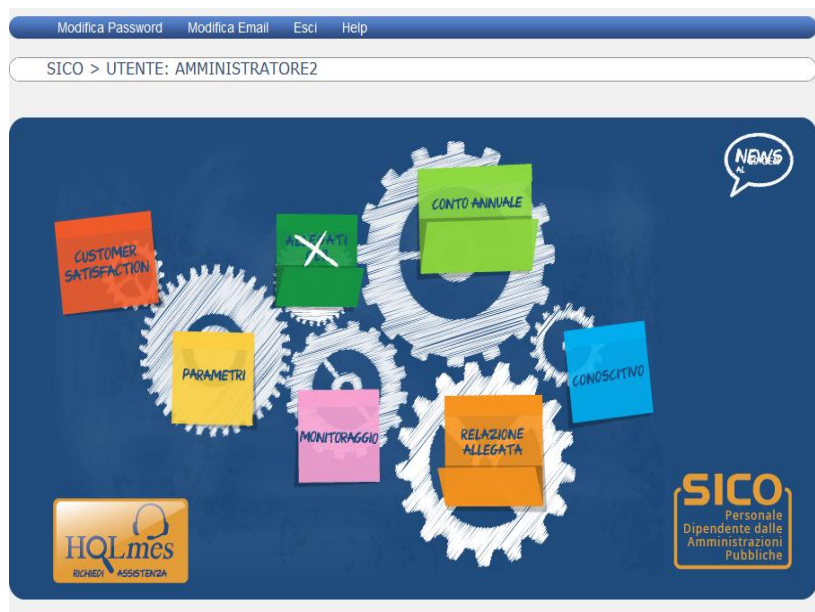 Modifica Password Modifica Email Esci Help
SICO > UTENTE: AMMINISTRATORE2
CONTO ANNUALE
CUSTOMER
SATISFACTION
PARAMETRI
CONOSCITIVO
MONITORAGGIO
RELAZIONE
ALLEGATA
SICO
Personale
Dipendente dalle
Amministrazioni
Pubbliche
HQLmes
RICHIEDI ASSISTENZA